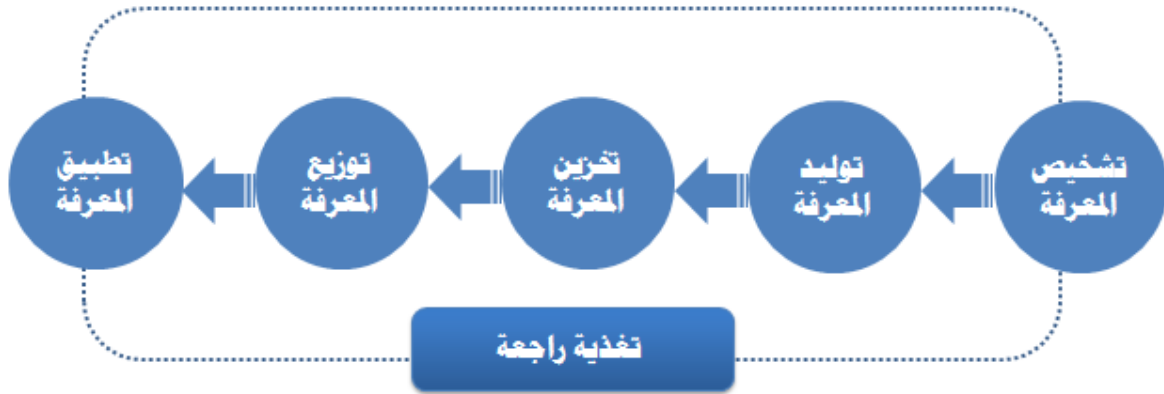 تشخيص
المعرفة
توليد
المعرفة
تخزين
المعرفة
توزيع
المعرفة
تطبيق
المعرفة
تغذية راجعة